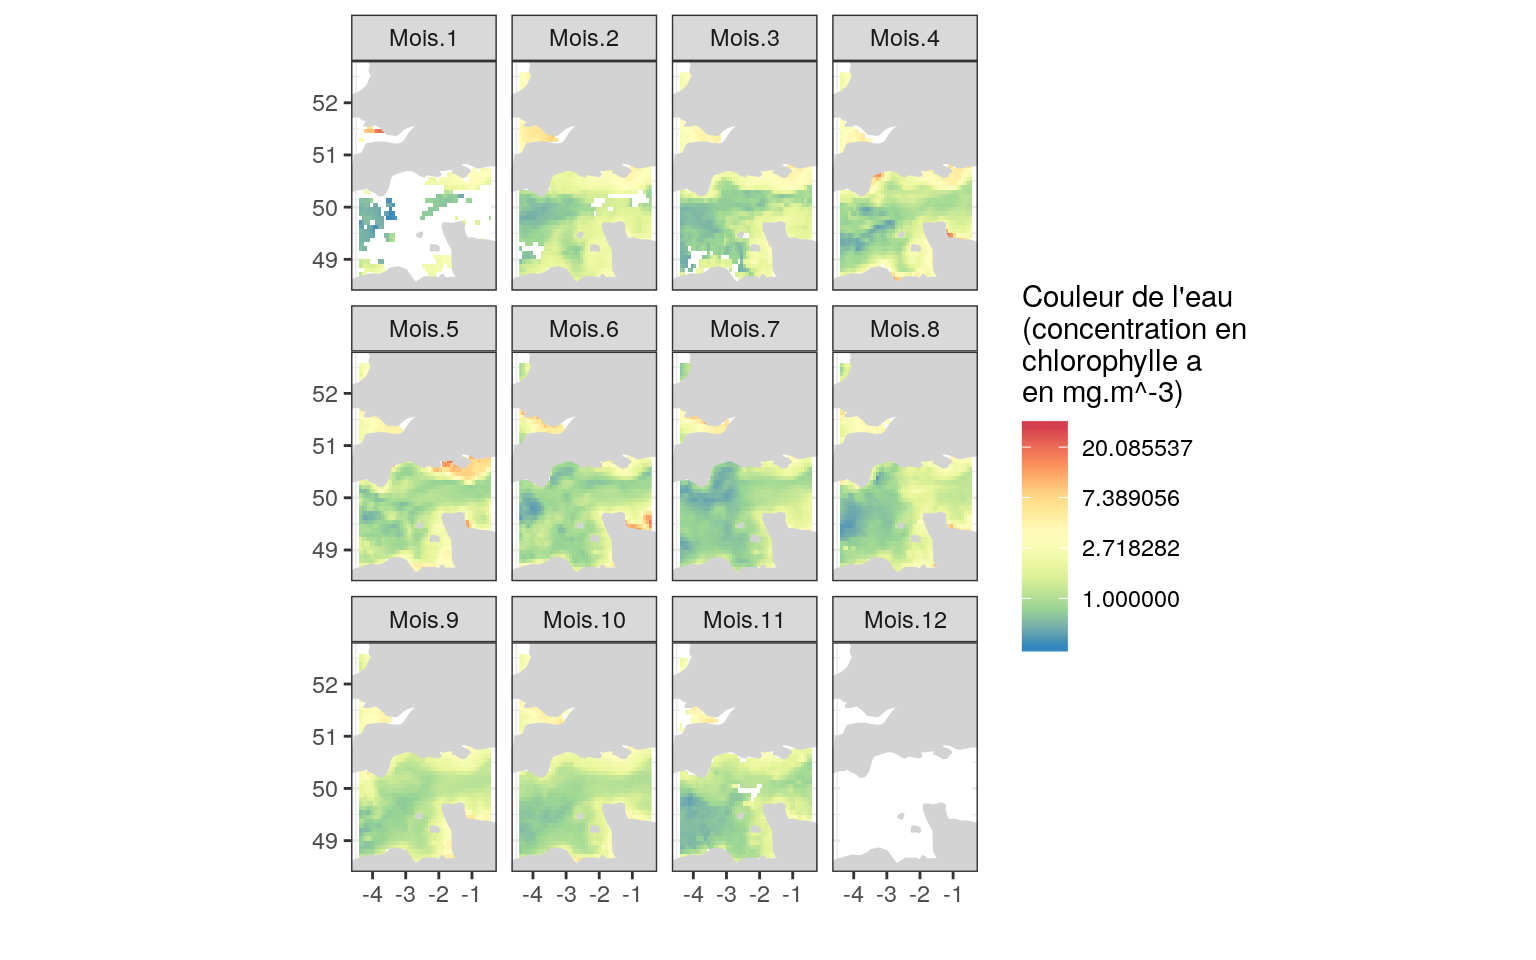 Mois.1 Mois.2 Mois.3 Mois.4
52
51
50
49
Mois.5 Mois.6 Mois.7 Mois.8
52
51
50
49
Mois.9 Mois.10 Mois.11 Mois.12
52
51
50
49
-4 -3 -2 -1 -4 -3 -2 -1 -4 -3 -2 -1 -4 -3 -2 -1
Couleur de l'eau
(concentration en
chlorophylle a
en mg.m^-3)
20.085537
7.389056
2.718282
1.000000